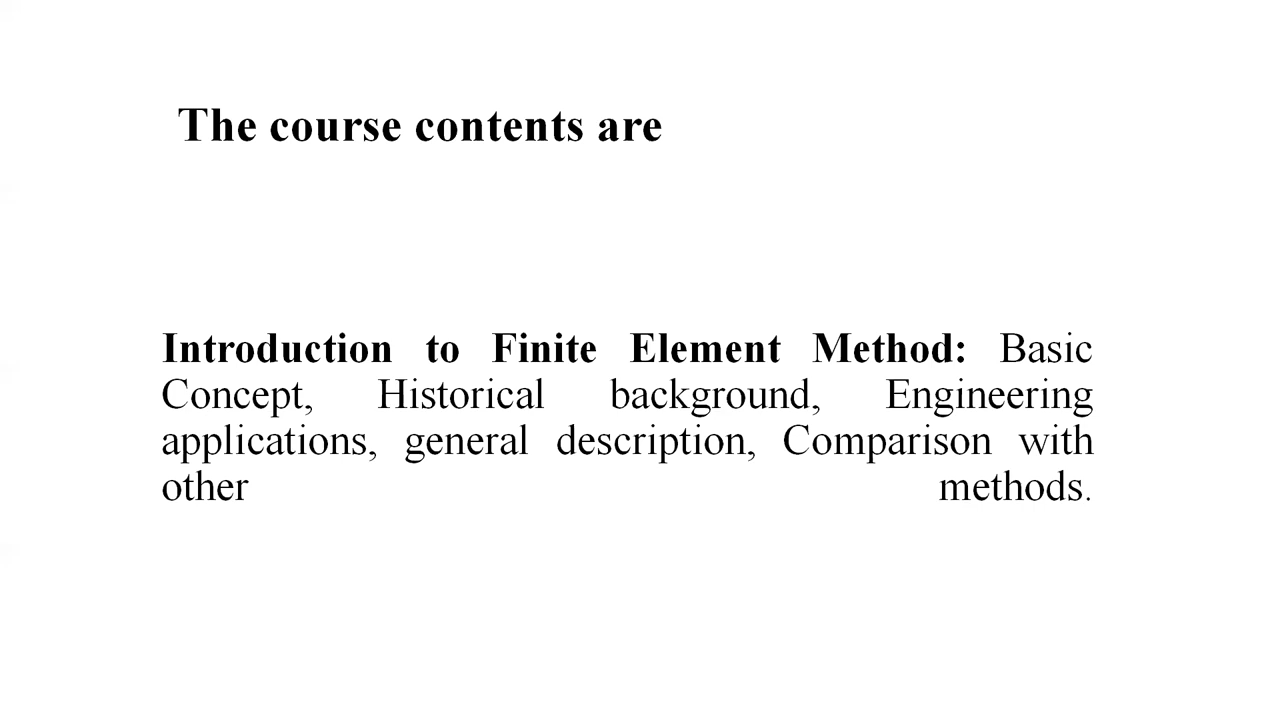 The course contents are
Introduction to Finite Element Method: Basic
Concept, Historical background, Engineering
applications, general description, Comparison with
other methods.